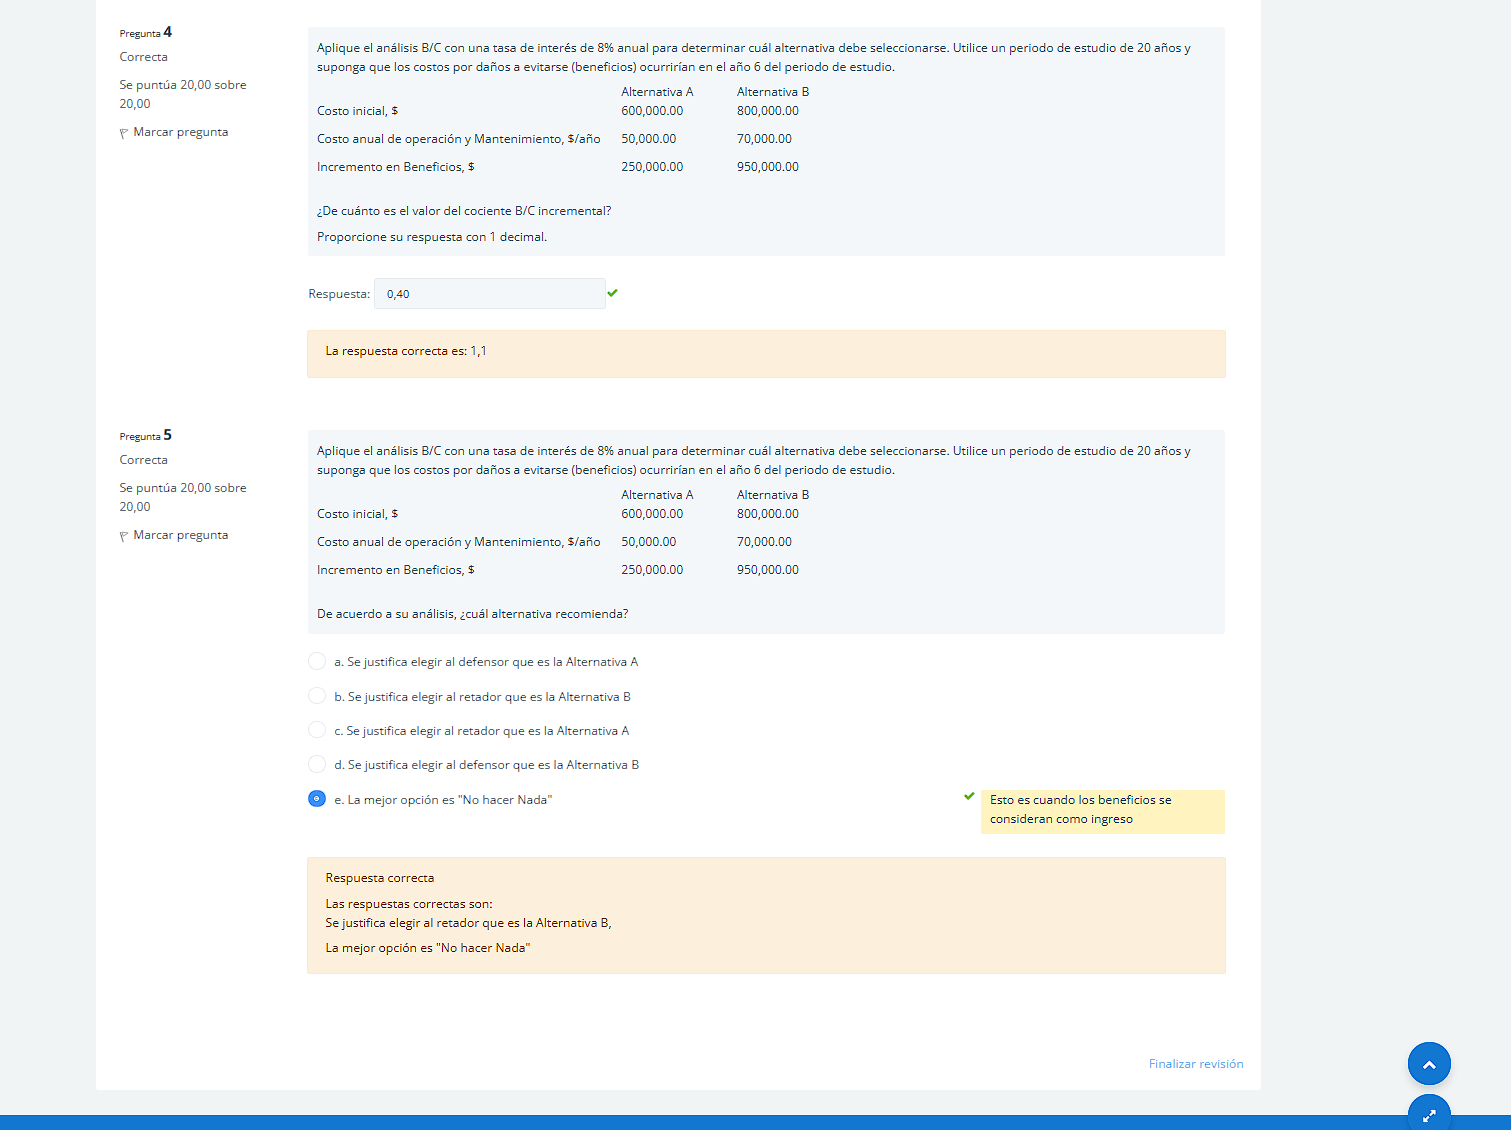 Pregunta 4
Correcta
Se puntúa 20,00 sobre
20,00
Marcar pregunta
Aplique el análisis B/C con una tasa de interés de 8% anual para determinar cuál alternativa debe seleccionarse. Utilice un periodo de estudio de 20 años y
suponga que los costos por daños a evitarse (beneficios) ocurrirían en el año 6 del periodo de estudio.
Alternativa A Alternativa B
Costo inicial, $ 600,000.00 800,000.00
Costo anual de operación y Mantenimiento, $/año 50,000.00 70,000.00
Incremento en Beneficios, $ 250,000.00 950,000.00
¿De cuánto es el valor del cociente B/C incremental?
Proporcione su respuesta con 1 decimal.
Respuesta: 0,40
La respuesta correcta es: 1,1
Pregunta 5
Correcta
Se puntúa 20,00 sobre
20,00
Marcar pregunta
Aplique el análisis B/C con una tasa de interés de 8% anual para determinar cuál alternativa debe seleccionarse. Utilice un periodo de estudio de 20 años y
suponga que los costos por daños a evitarse (beneficios) ocurrirían en el año 6 del periodo de estudio.
Alternativa A Alternativa B
Costo inicial, $ 600,000.00 800,000.00
Costo anual de operación y Mantenimiento, $/año 50,000.00 70,000.00
Incremento en Beneficios, $ 250,000.00 950,000.00
De acuerdo a su análisis, ¿cuál alternativa recomienda?
a. Se justifica elegir al defensor que es la Alternativa A
b. Se justifica elegir al retador que es la Alternativa B
c. Se justifica elegir al retador que es la Alternativa A
d. Se justifica elegir al defensor que es la Alternativa B
e. La mejor opción es "No hacer Nada"
Esto es cuando los beneficios se
consideran como ingreso
Respuesta correcta
Las respuestas correctas son:
Se justifica elegir al retador que es la Alternativa B,
La mejor opción es "No hacer Nada"
Finalizar revisión